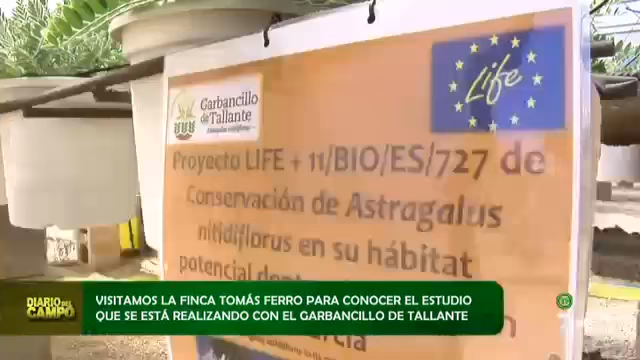 Garbancillo
de Tallante
Life
Proyecto LIFE + 11/BIO/ES/727 de
Conservación de Astragalus
nitidiflorus en su hábitat
potencial
DIARIO DEL
CAMPO
VISITAMOS LA FINCA TOMÁS FERRO PARA CONOCER EL ESTUDIO
QUE SE ESTÁ REALIZANDO CON EL GARBANCILLO DE TALLANTE